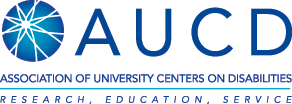 AUCD
ASSOCIATION OF UNIVERSITY CENTERS ON DISABILITIES
RESEARCH, EDUCATION, SERVICE